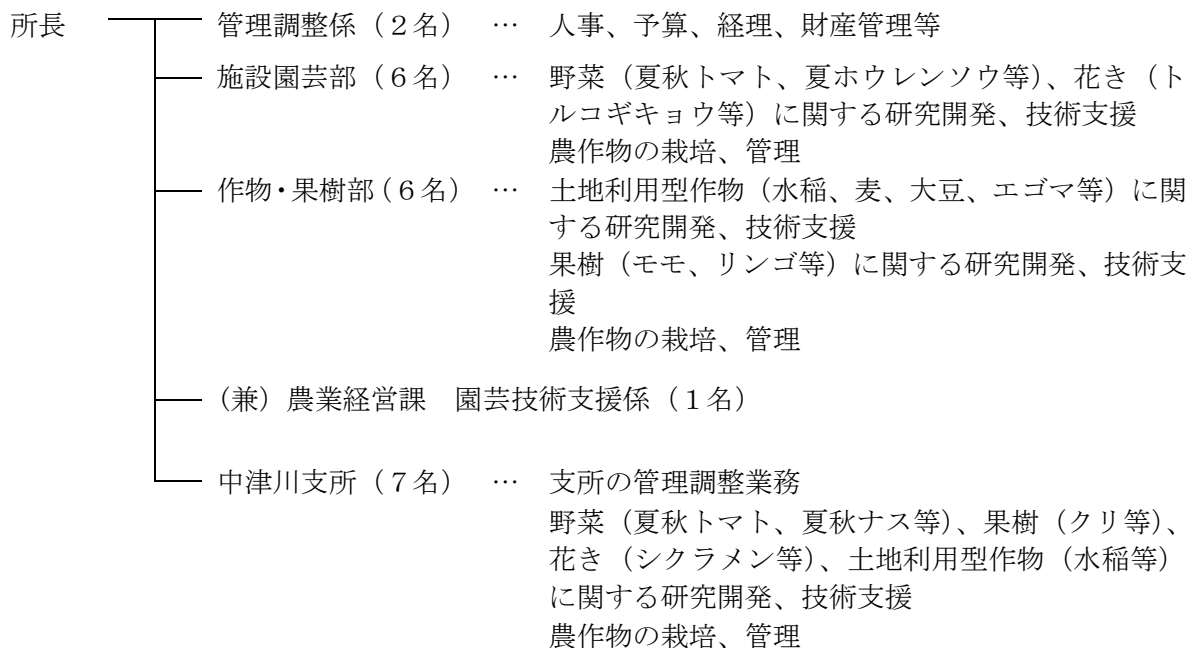 所長 管理調整係（２名） … 人事、予算、経理、財産管理等
施設園芸部（６名） … 野菜（夏秋トマト、夏ホウレンソウ等）、花き（ト
ルコギキョウ等）に関する研究開発、技術支援
農作物の栽培、管理
作物・果樹部（６名） … 土地利用型作物（水稲、麦、大豆、エゴマ等）に関
する研究開発、技術支援
果樹（モモ、リンゴ等）に関する研究開発、技術支
援
農作物の栽培、管理
（兼）農業経営課　園芸技術支援係（１名）
中津川支所（７名） … 支所の管理調整業務
野菜（夏秋トマト、夏秋ナス等）、果樹（クリ等）、
花き（シクラメン等）、土地利用型作物（水稲等）
に関する研究開発、技術支援
農作物の栽培、管理